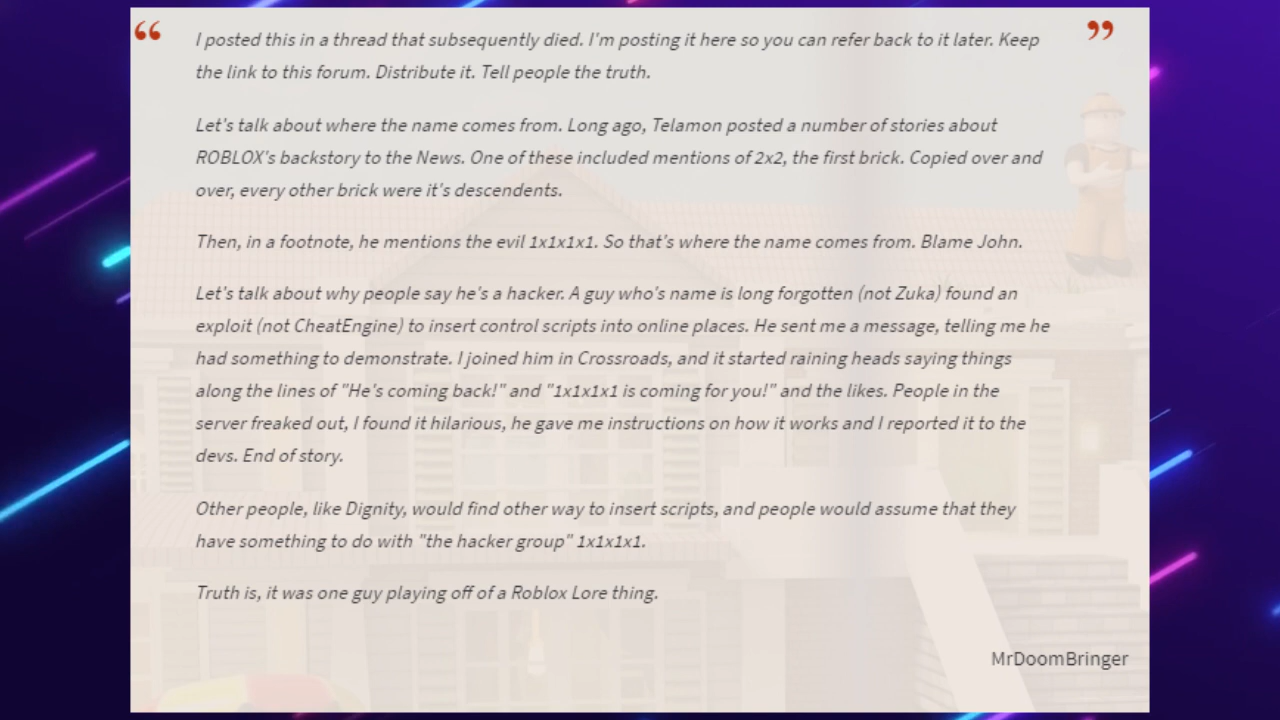 “ I posted this in a thread that subsequently died. I'm posting it here so you can refer back to it later. Keep ”
the link to this forum. Distribute it. Tell people the truth.
Let's talk about where the name comes from. Long ago, Telamon posted a number of stories about
ROBLOX's backstory to the News. One of these included mentions of 2x2, the first brick. Copied over and
over, every other brick were it's descendents.
Then, in a footnote, he mentions the evil 1x1x1x1. So that's where the name comes from. Blame John.
Let's talk about why people say he's a hacker. A guy who's name is long forgotten (not Zuka) found an
exploit (not CheatEngine) to insert control scripts into online places. He sent me a message, telling me he
had something to demonstrate. I joined him in Crossroads, and it started raining heads saying things
along the lines of "He's coming back!" and "1x1x1x1 is coming for you!" and the likes. People in the
server freaked out, I found it hilarious, he gave me instructions on how it works and I reported it to the
devs. End of story.
Other people, like Dignity, would find other way to insert scripts, and people would assume that they
have something to do with "the hacker group" 1x1x1x1.
Truth is, it was one guy playing off of a Roblox Lore thing.
MrDoomBringer